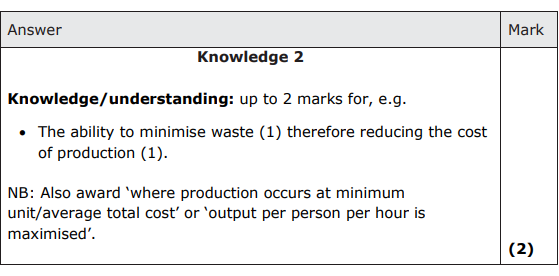 Answer Mark
Knowledge 2
Knowledge/understanding: up to 2 marks for, e.g.
• The ability to minimise waste (1) therefore reducing the cost
of production (1).
NB: Also award ‘where production occurs at minimum
unit/average total cost’ or ‘output per person per hour is
maximised’.
(2)